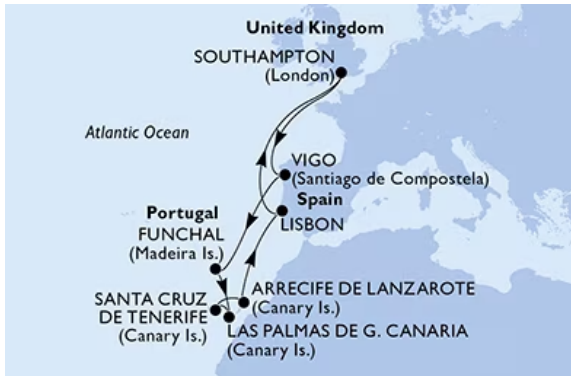 United Kingdom
SOUTHAMPTON
(London)
Atlantic Ocean
VIGO
(Santiago de Compostela)
Spain
Portugal
LISBON
FUNCHAL
(Madeira Is.)
ARRECIFE DE LANZAROTE
(Canary Is.)
SANTA CRUZ
DE TENERIFE
(Canary Is.)
LAS PALMAS DE G. CANARIA
(Canary Is.)